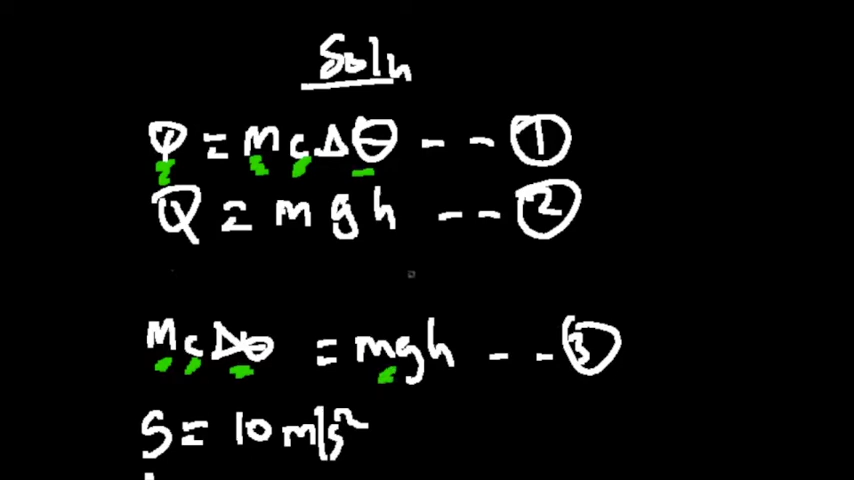 Soln
Q = mcΔθ -- ①
Q = mgh -- ②
mcΔθ = mgh -- ③
g = 10 m/s²